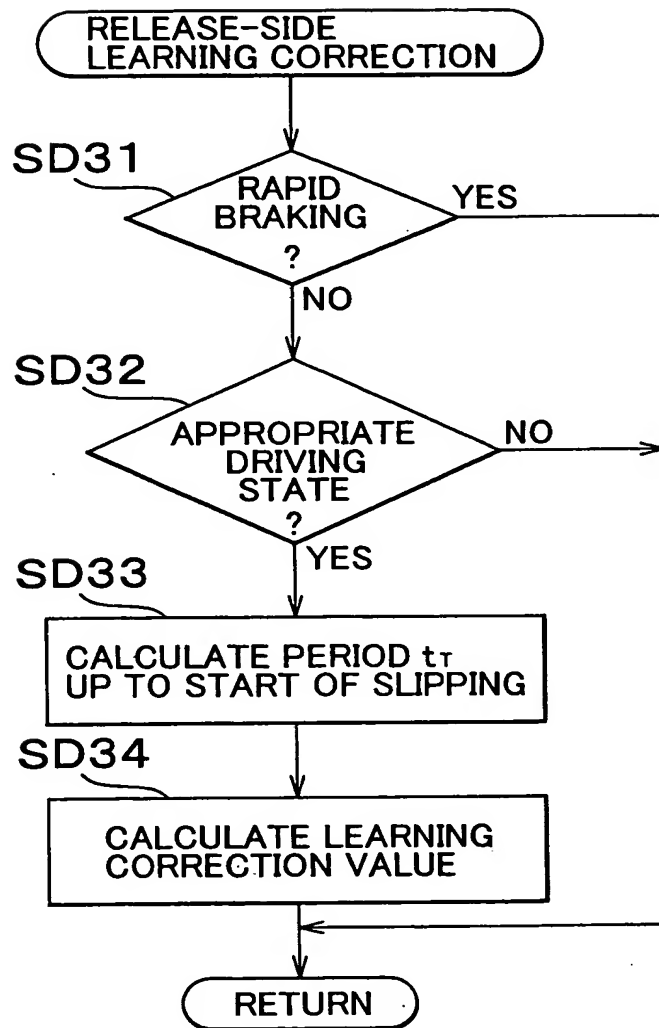 RELEASE-SIDE
LEARNING CORRECTION
SD31
RAPID
BRAKING
?
YES
NO
SD32
APPROPRIATE
DRIVING
STATE
?
NO
YES
SD33
CALCULATE PERIOD tT
UP TO START OF SLIPPING
SD34
CALCULATE LEARNING
CORRECTION VALUE
RETURN